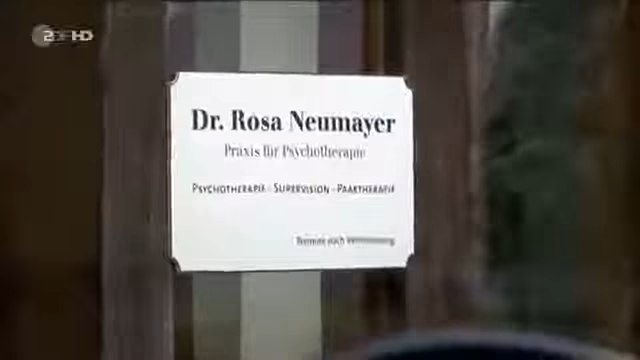 ZDFHD
Dr. Rosa Neumayer
Praxis für Psychotherapie
PSYCHOTHERAPIE - SUPERVISION - PAARTHERAPIE
Termine nach Vereinbarung